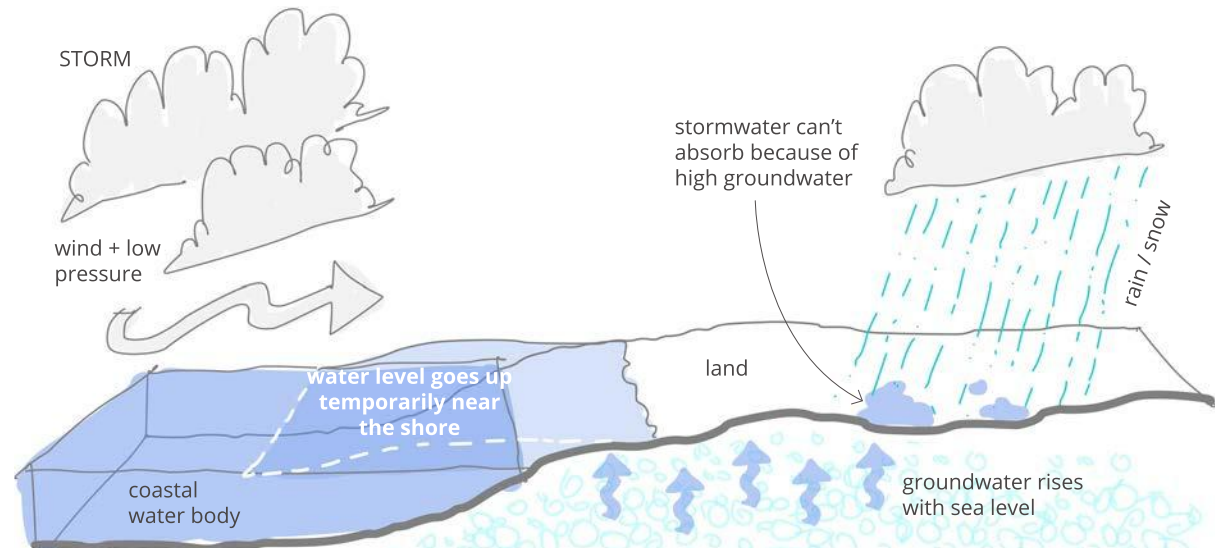 STORM
wind + low
pressure
stormwater can’t
absorb because of
high groundwater
rain / snow
land
water level goes up
temporarily near
the shore
coastal
water body
groundwater rises
with sea level